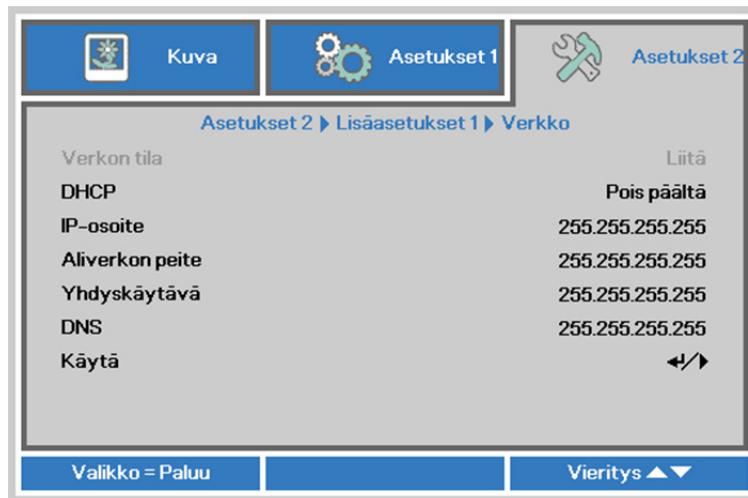 Kuva
Asetukset 1
Asetukset 2
Asetukset 2 ▶ Lisäasetukset 1 ▶ Verkko
Verkon tila Liitä
DHCP Pois päältä
IP-osoite 255.255.255.255
Aliverkon peite 255.255.255.255
Yhdyskäytävä 255.255.255.255
DNS 255.255.255.255
Käytä ↵/▶
Valikko = Paluu
Vieritys ▲▼